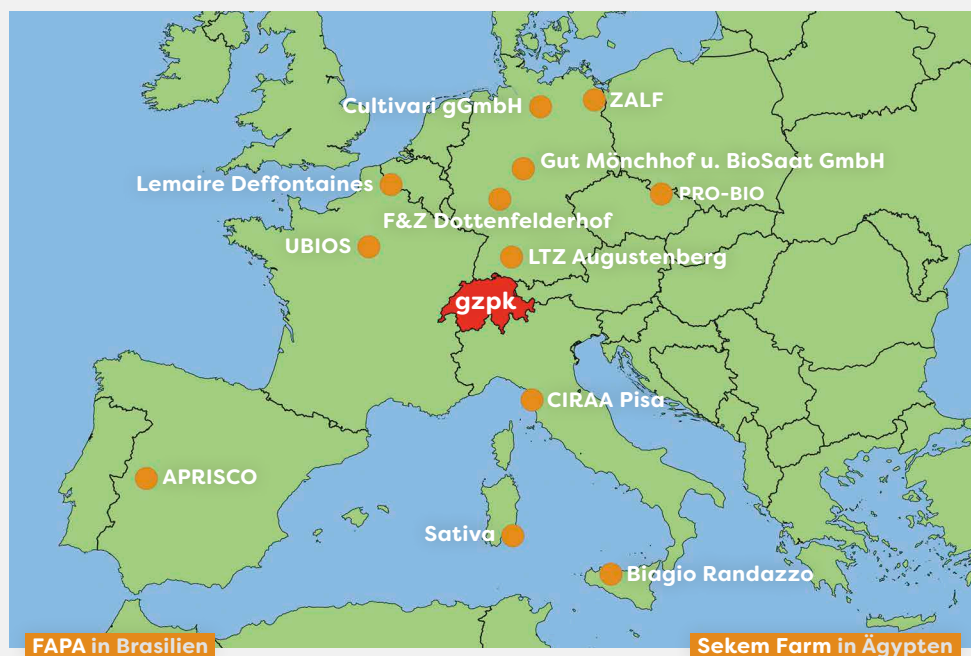 Cultivari gGmbH
ZALF
Gut Mönchhof u. BioSaat GmbH
Lemaire Deffontaines
PRO-BIO
F&Z Dottenfelderhof
UBIOS
LTZ Augustenberg
gzpk
CIRAA Pisa
APRISCO
Sativa
Biagio Randazzo
FAPA in Brasilien
Sekem Farm in Ägypten